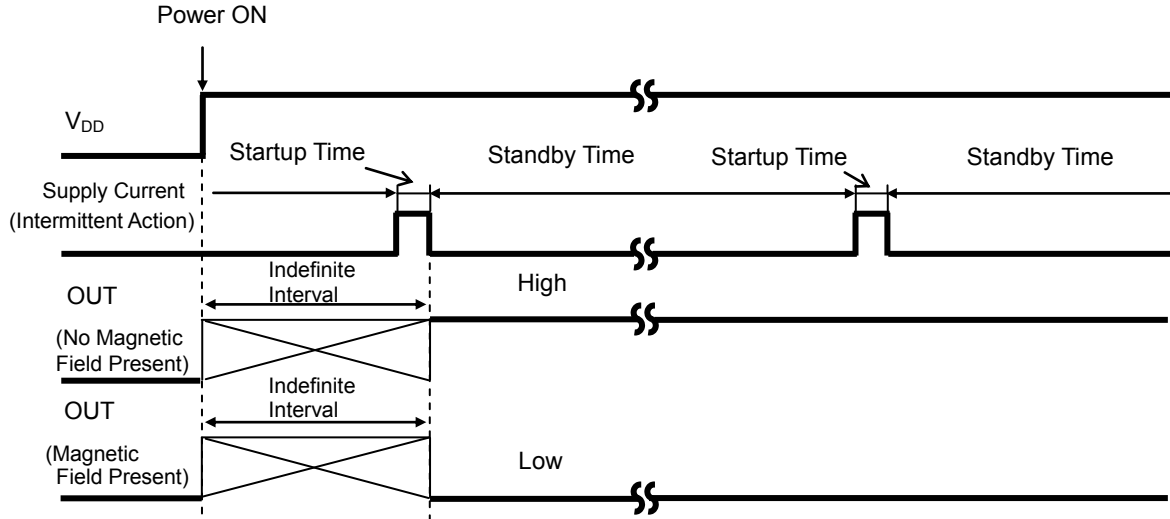 Power ON
VDD
Startup Time
Standby Time
Startup Time
Standby Time
Supply Current
(Intermittent Action)
Indefinite
Interval
OUT
High
(No Magnetic
Field Present)
Indefinite
Interval
OUT
(Magnetic
Field Present)
Low